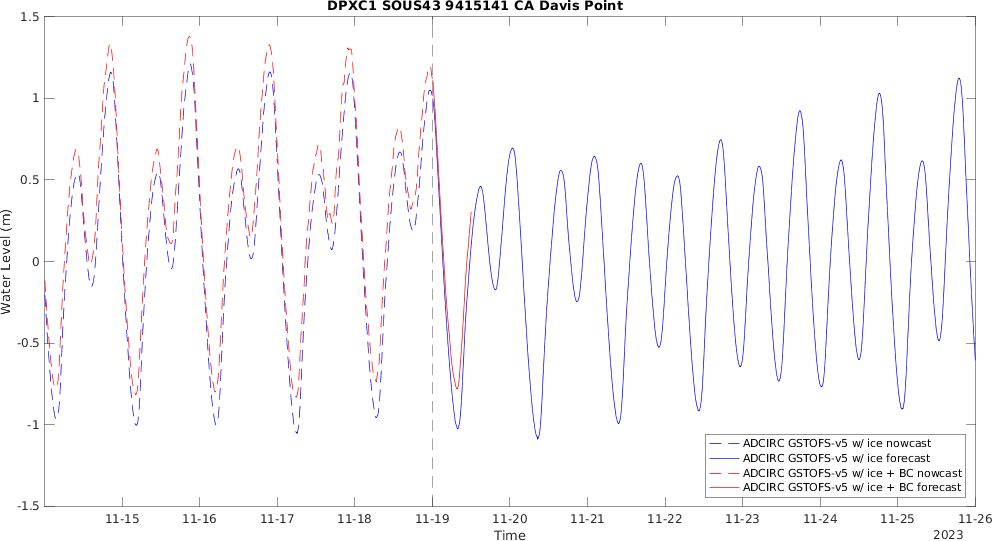 DPXC1 SOUS43 9415141 CA Davis Point
1.5
1
0.5
0
-0.5
-1
-1.5
Water Level (m)
11-15 11-16 11-17 11-18 11-19 11-20 11-21 11-22 11-23 11-24 11-25 11-26
Time
2023
ADCIRC GSTOFS-v5 w/ ice nowcast
ADCIRC GSTOFS-v5 w/ ice forecast
ADCIRC GSTOFS-v5 w/ ice + BC nowcast
ADCIRC GSTOFS-v5 w/ ice + BC forecast